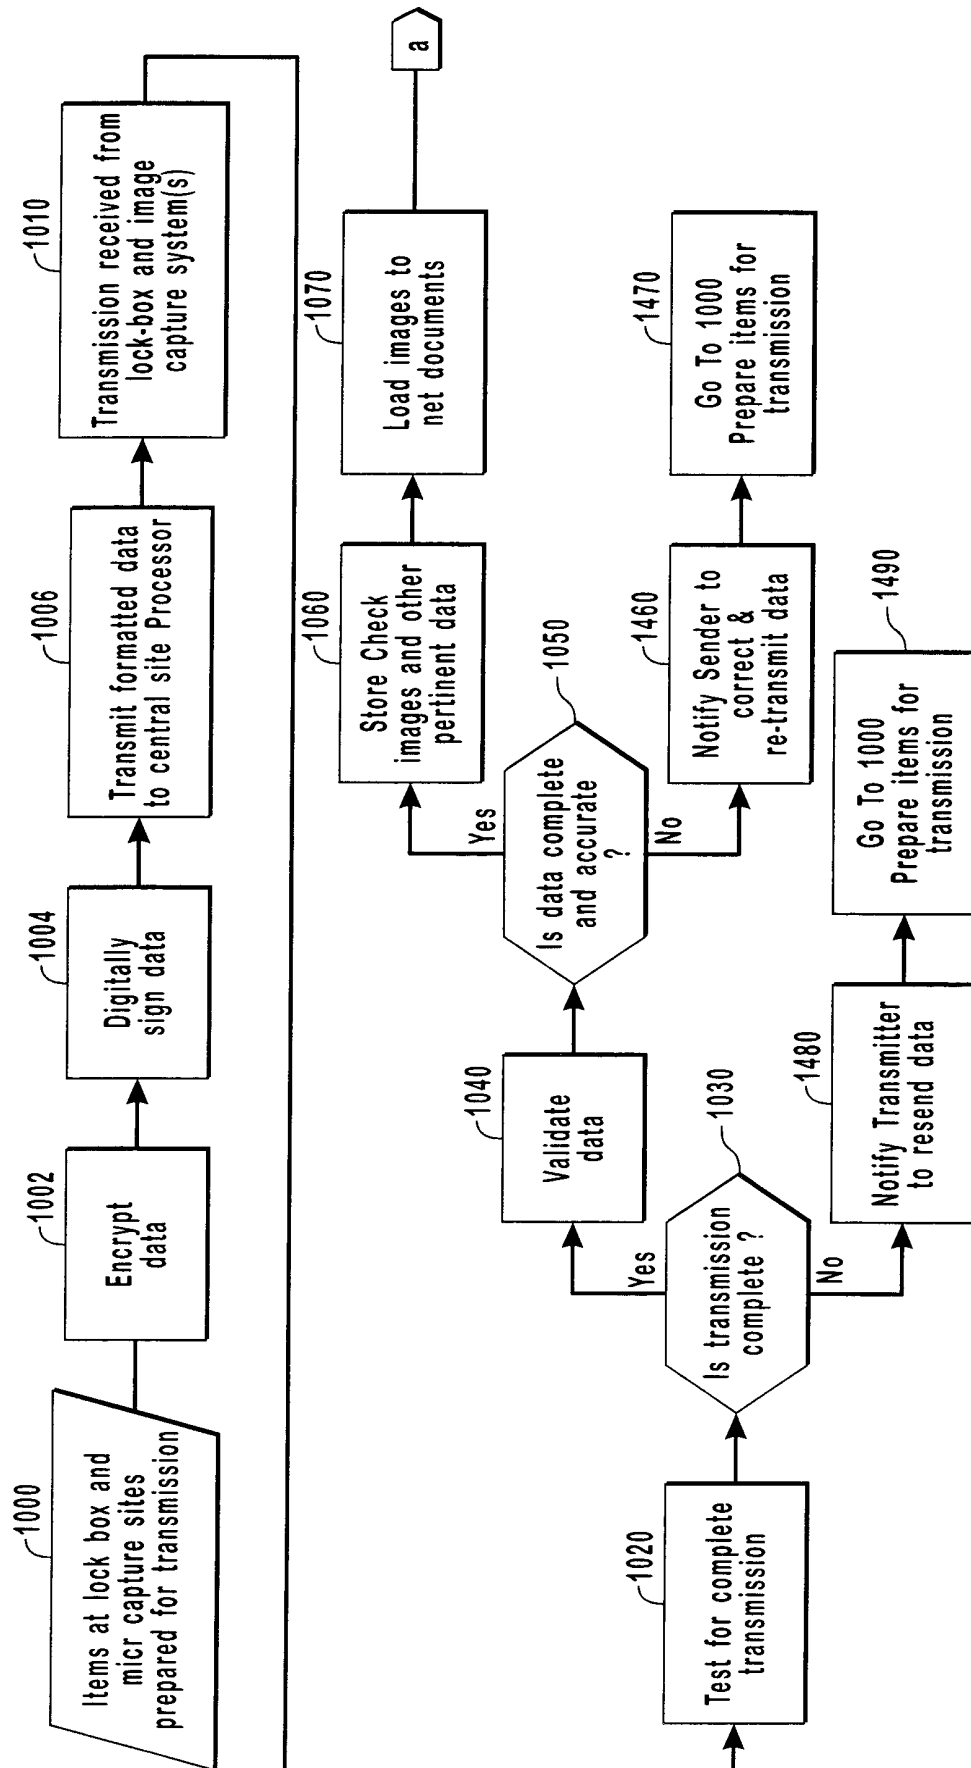 1000
Items at lock box and
micr capture sites
prepared for transmission
1002
Encrypt
data
1004
Digitally
sign data
1006
Transmit formatted data
to central site Processor
1010
Transmission received from
lock-box and image
capture system(s)
1020
Test for complete
transmission
1030
Is transmission
complete ?
Yes
No
1040
Validate
data
1050
Is data complete
and accurate
?
Yes
No
1060
Store Check
images and other
pertinent data
1070
Load images to
net documents
a
1460
Notify Sender to
correct &
re-transmit data
1470
Go To 1000
Prepare items for
transmission
1480
Notify Transmitter
to resend data
1490
Go To 1000
Prepare items for
transmission